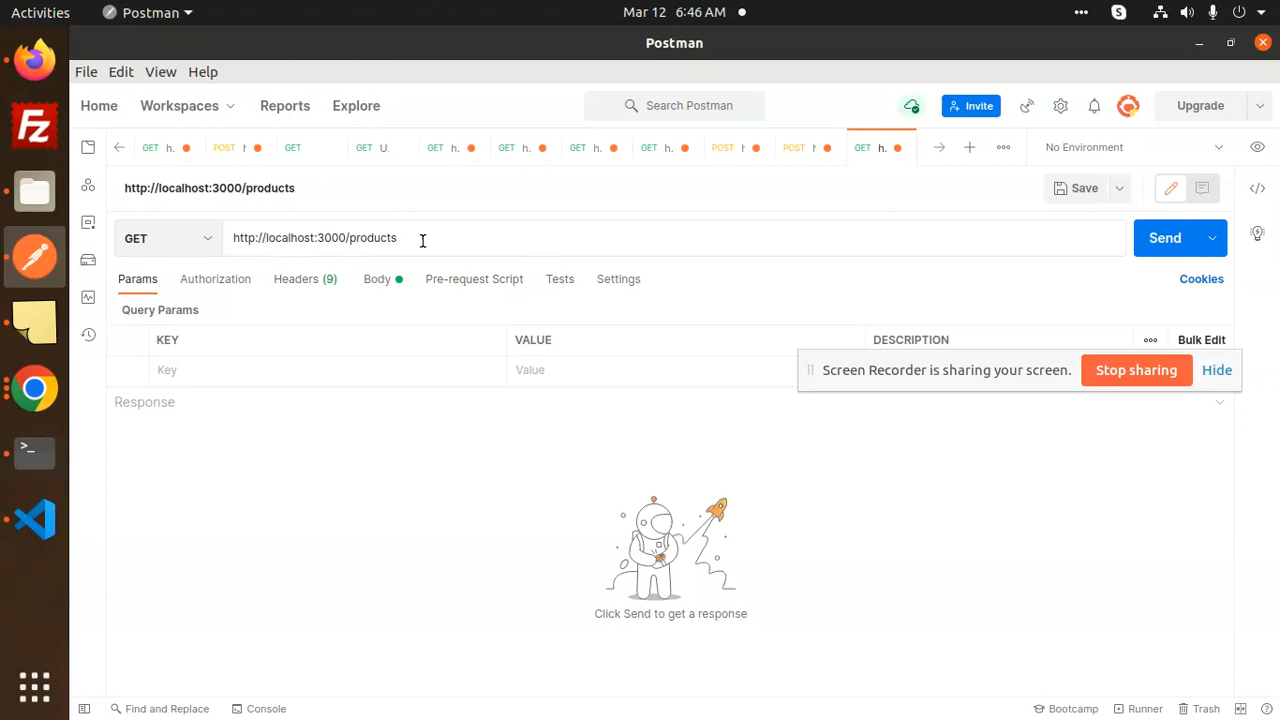 Activities Postman Mar 12 6:46 AM
Postman
File Edit View Help
Home Workspaces Reports Explore Search Postman Invite Upgrade
GET h. POST h GET GET U. GET h. GET h. GET h. GET h. POST h POST h GET h. No Environment
http://localhost:3000/products Save
GET http://localhost:3000/products Send
Params Authorization Headers (9) Body Pre-request Script Tests Settings Cookies
Query Params
KEY VALUE DESCRIPTION Bulk Edit
Key Value
Screen Recorder is sharing your screen. Stop sharing Hide
Response
Click Send to get a response
Find and Replace Console Bootcamp Runner Trash